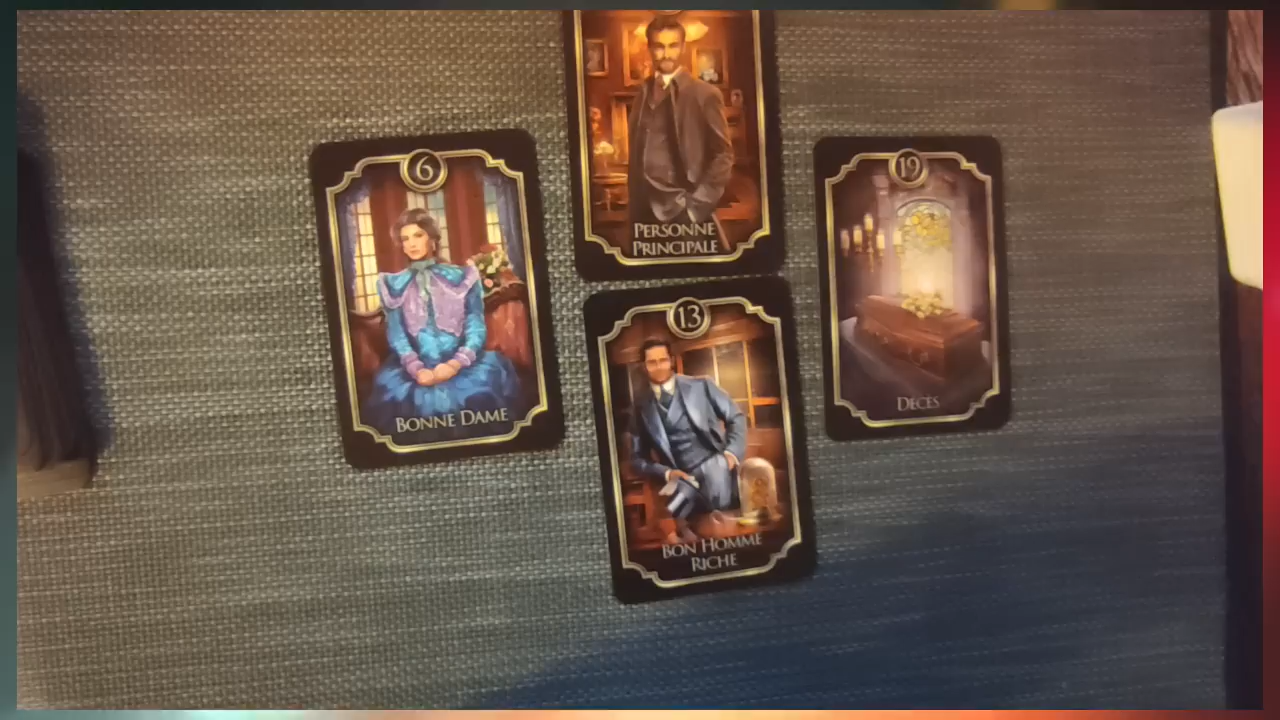 PERSONNE
PRINCIPALE
6
BONNE DAME
19
DÉCÈS
13
BON HOMME
RICHE